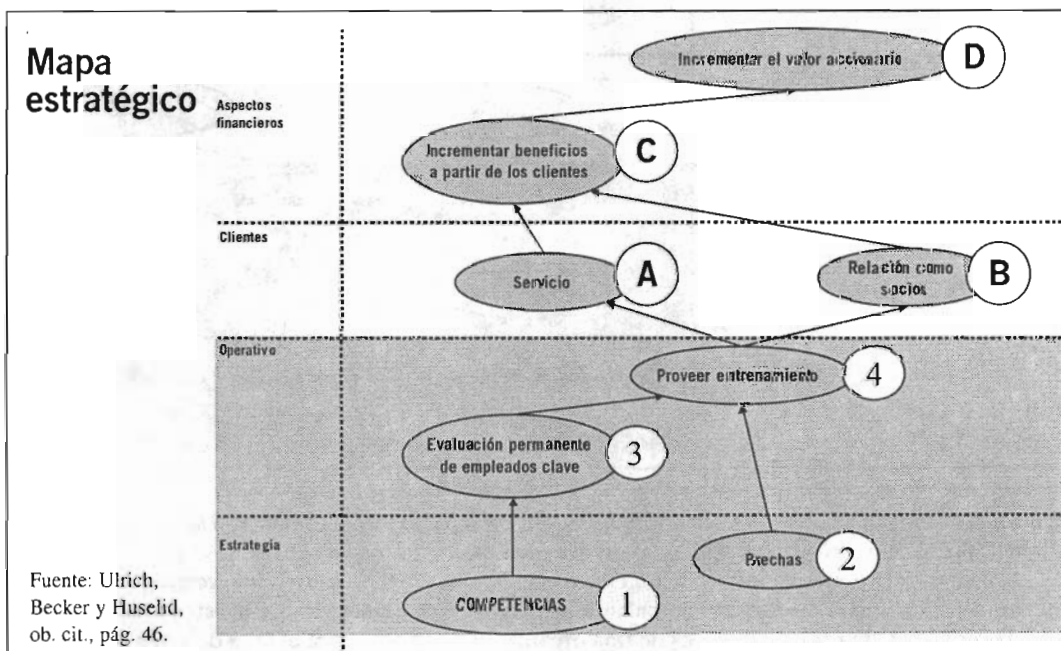 Mapa
estratégico
Aspectos
financieros
Incrementar el valor accionario
D
Incrementar beneficios
a partir de los clientes
C
Clientes
Servicio
A
Relación como
socios
B
Operativo
Proveer entrenamiento
4
Evaluación permanente
de empleados clave
3
Estrategia
Brechas
2
COMPETENCIAS
1
Fuente: Ulrich,
Becker y Huselid,
ob. cit., pág. 46.